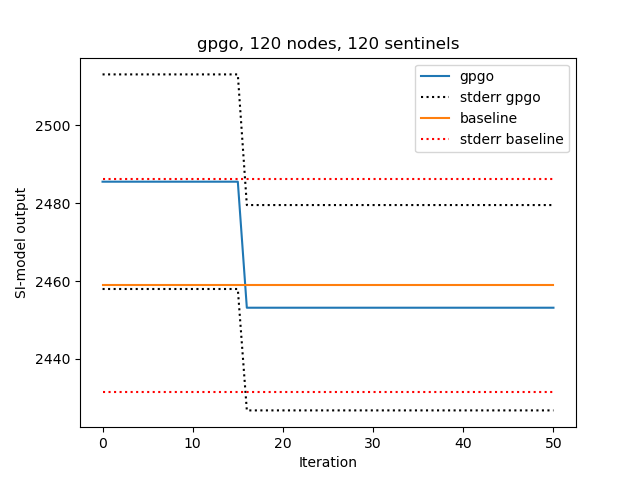 gpgo, 120 nodes, 120 sentinels
gpgo
stderr gpgo
baseline
stderr baseline
2500
2480
2460
2440
SI-model output
0 10 20 30 40 50
Iteration